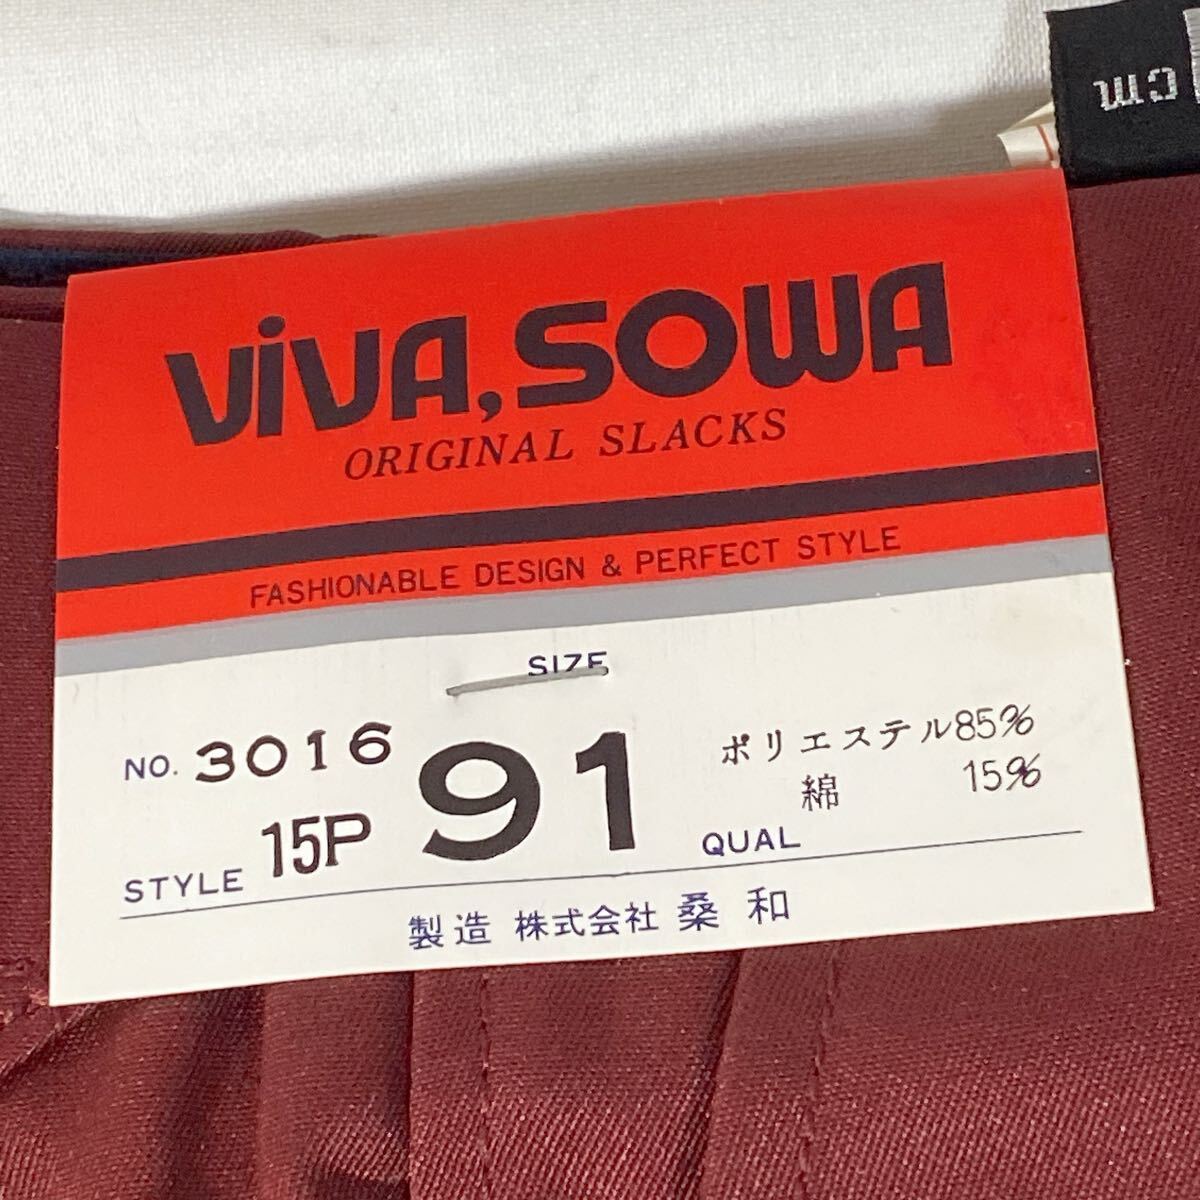 cm
ViVA,SOWA
ORIGINAL SLACKS
FASHIONABLE DESIGN & PERFECT STYLE
SIZE
NO. 3016
91
ポリエステル85%
綿 15%
STYLE 15P
QUAL
製造 株式会社 桑和